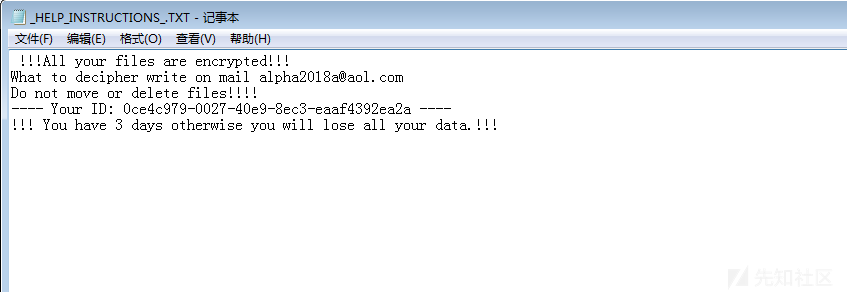 _HELP_INSTRUCTIONS_.TXT - 记事本
文件(F) 编辑(E) 格式(O) 查看(V) 帮助(H)
!!!All your files are encrypted!!!
What to decipher write on mail alpha2018a@aol.com
Do not move or delete files!!!!
---- Your ID: 0ce4c979-0027-40e9-8ec3-eaaf4392ea2a ----
!!! You have 3 days otherwise you will lose all your data.!!!
先知社区